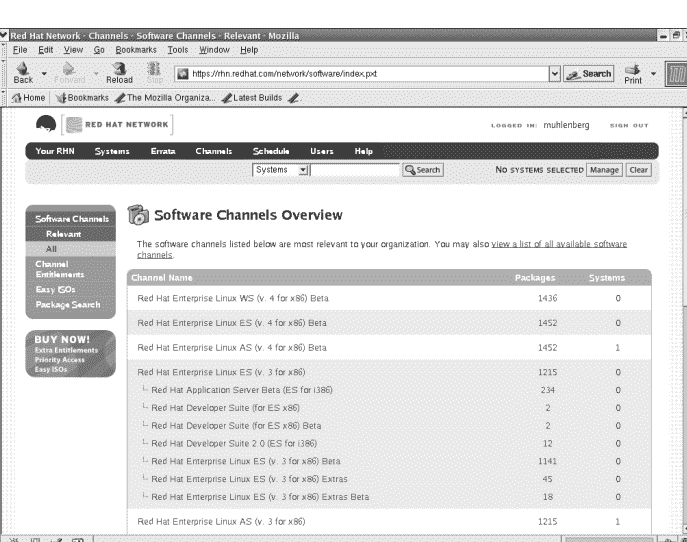 Red Hat Network - Channels - Software Channels - Relevant - Mozilla
File Edit View Go Bookmarks Tools Window Help
Back Forward Reload Stop https://rhn.redhat.com/network/software/index.pxt Search Print
Home Bookmarks The Mozilla Organiza... Latest Builds
RED HAT NETWORK LOGGED IN: muhlenberg SIGN OUT
Your RHN Systems Errata Channels Schedule Users Help
Systems Search NO SYSTEMS SELECTED Manage Clear
Software Channels
Relevant
All
Channel
Entitlements
Easy ISOs
Package Search
BUY NOW!
Extra Entitlements
Priority Access
Easy ISOs
Software Channels Overview
The software channels listed below are most relevant to your organization. You may also view a list of all available software
channels.
Channel Name Packages Systems
Red Hat Enterprise Linux WS (v. 4 for x86) Beta 1436 0
Red Hat Enterprise Linux ES (v. 4 for x86) Beta 1452 0
Red Hat Enterprise Linux AS (v. 4 for x86) Beta 1452 1
Red Hat Enterprise Linux ES (v. 3 for x86) 1215 0
Red Hat Application Server Beta (ES for i386) 234 0
Red Hat Developer Suite (for ES x86) 2 0
Red Hat Developer Suite (for ES x86) Beta 2 0
Red Hat Developer Suite 2.0 (ES for i386) 12 0
Red Hat Enterprise Linux ES (v. 3 for x86) Beta 1141 0
Red Hat Enterprise Linux ES (v. 3 for x86) Extras 45 0
Red Hat Enterprise Linux ES (v. 3 for x86) Extras Beta 18 0
Red Hat Enterprise Linux AS (v. 3 for x86) 1215 1